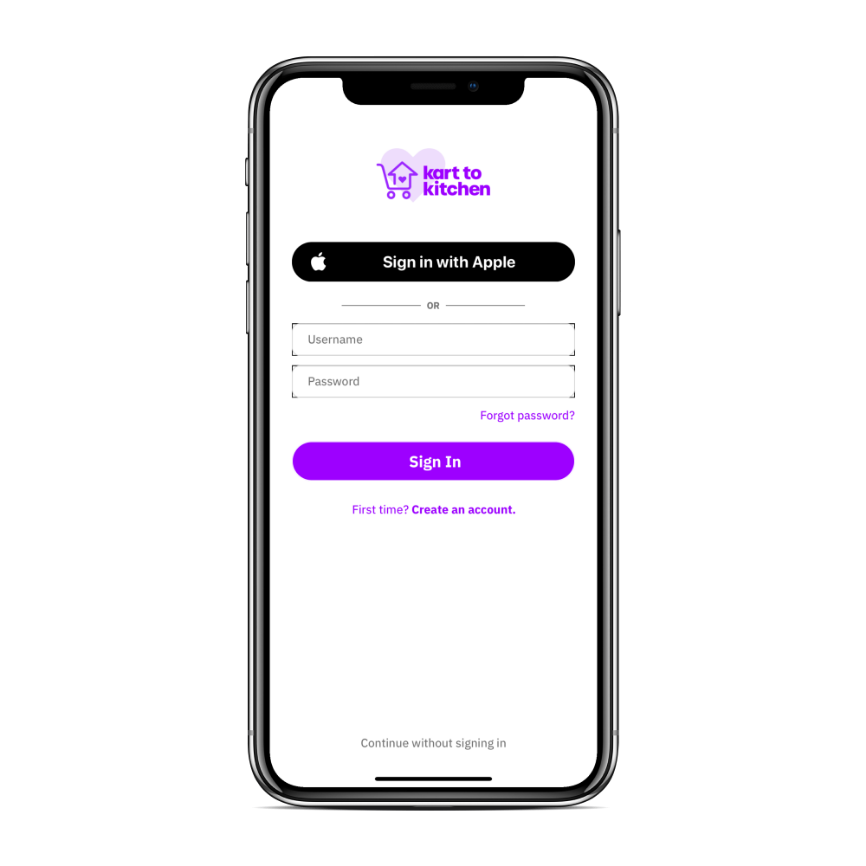 kart to
kitchen
Sign in with Apple
OR
Username
Password
Forgot password?
Sign In
First time? Create an account.
Continue without signing in